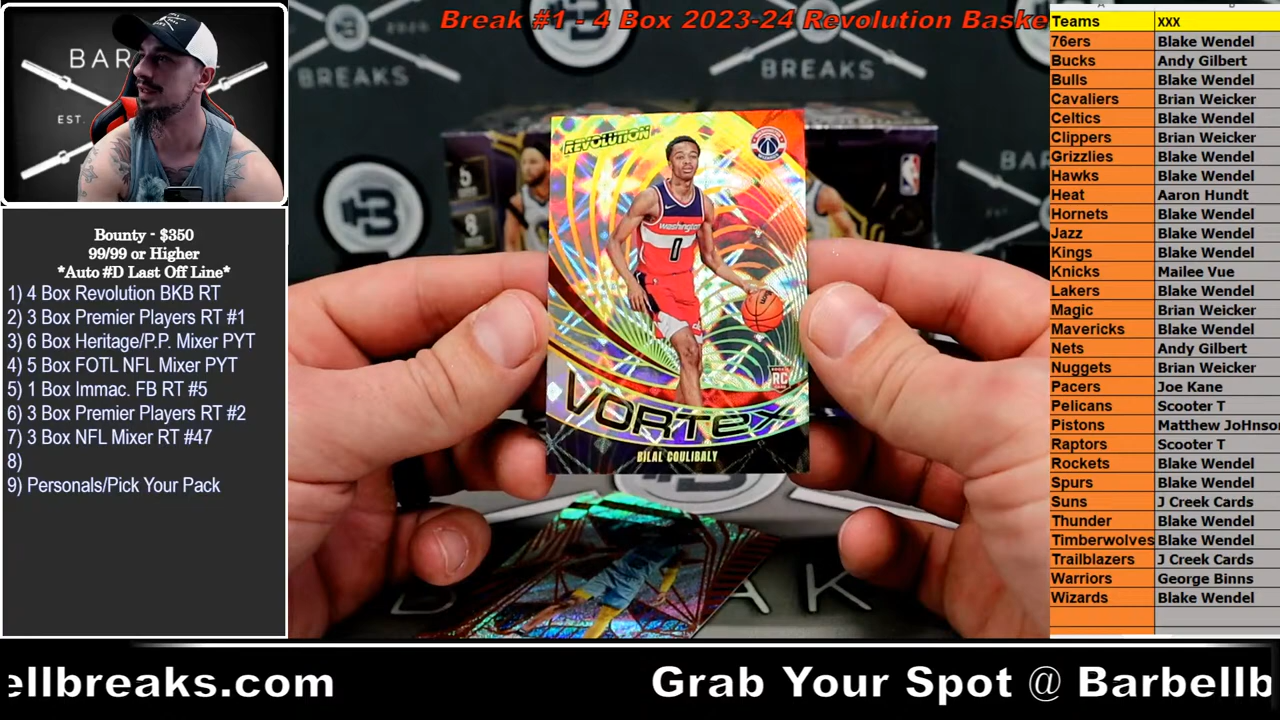 Break #1 - 4 Box 2023-24 Revolution Baske
BAR
EST.
BREAKS
BREAKS
BAR
REVOLUTION
Washington
0
RC
VORTEX
BILAL COULIBALY
Bounty - $350
99/99 or Higher
*Auto #D Last Off Line*
1) 4 Box Revolution BKB RT
2) 3 Box Premier Players RT #1
3) 6 Box Heritage/P.P. Mixer PYT
4) 5 Box FOTL NFL Mixer PYT
5) 1 Box Immac. FB RT #5
6) 3 Box Premier Players RT #2
7) 3 Box NFL Mixer RT #47
8)
9) Personals/Pick Your Pack
Teams xxx
76ers Blake Wendel
Bucks Andy Gilbert
Bulls Blake Wendel
Cavaliers Brian Weicker
Celtics Blake Wendel
Clippers Brian Weicker
Grizzlies Blake Wendel
Hawks Blake Wendel
Heat Aaron Hundt
Hornets Blake Wendel
Jazz Blake Wendel
Kings Blake Wendel
Knicks Mailee Vue
Lakers Blake Wendel
Magic Brian Weicker
Mavericks Blake Wendel
Nets Andy Gilbert
Nuggets Brian Weicker
Pacers Joe Kane
Pelicans Scooter T
Pistons Matthew JoHnso
Raptors Scooter T
Rockets Blake Wendel
Spurs Blake Wendel
Suns J Creek Cards
Thunder Blake Wendel
Timberwolves Blake Wendel
Trailblazers J Creek Cards
Warriors George Binns
Wizards Blake Wendel
ellbreaks.com Grab Your Spot @ Barbellb